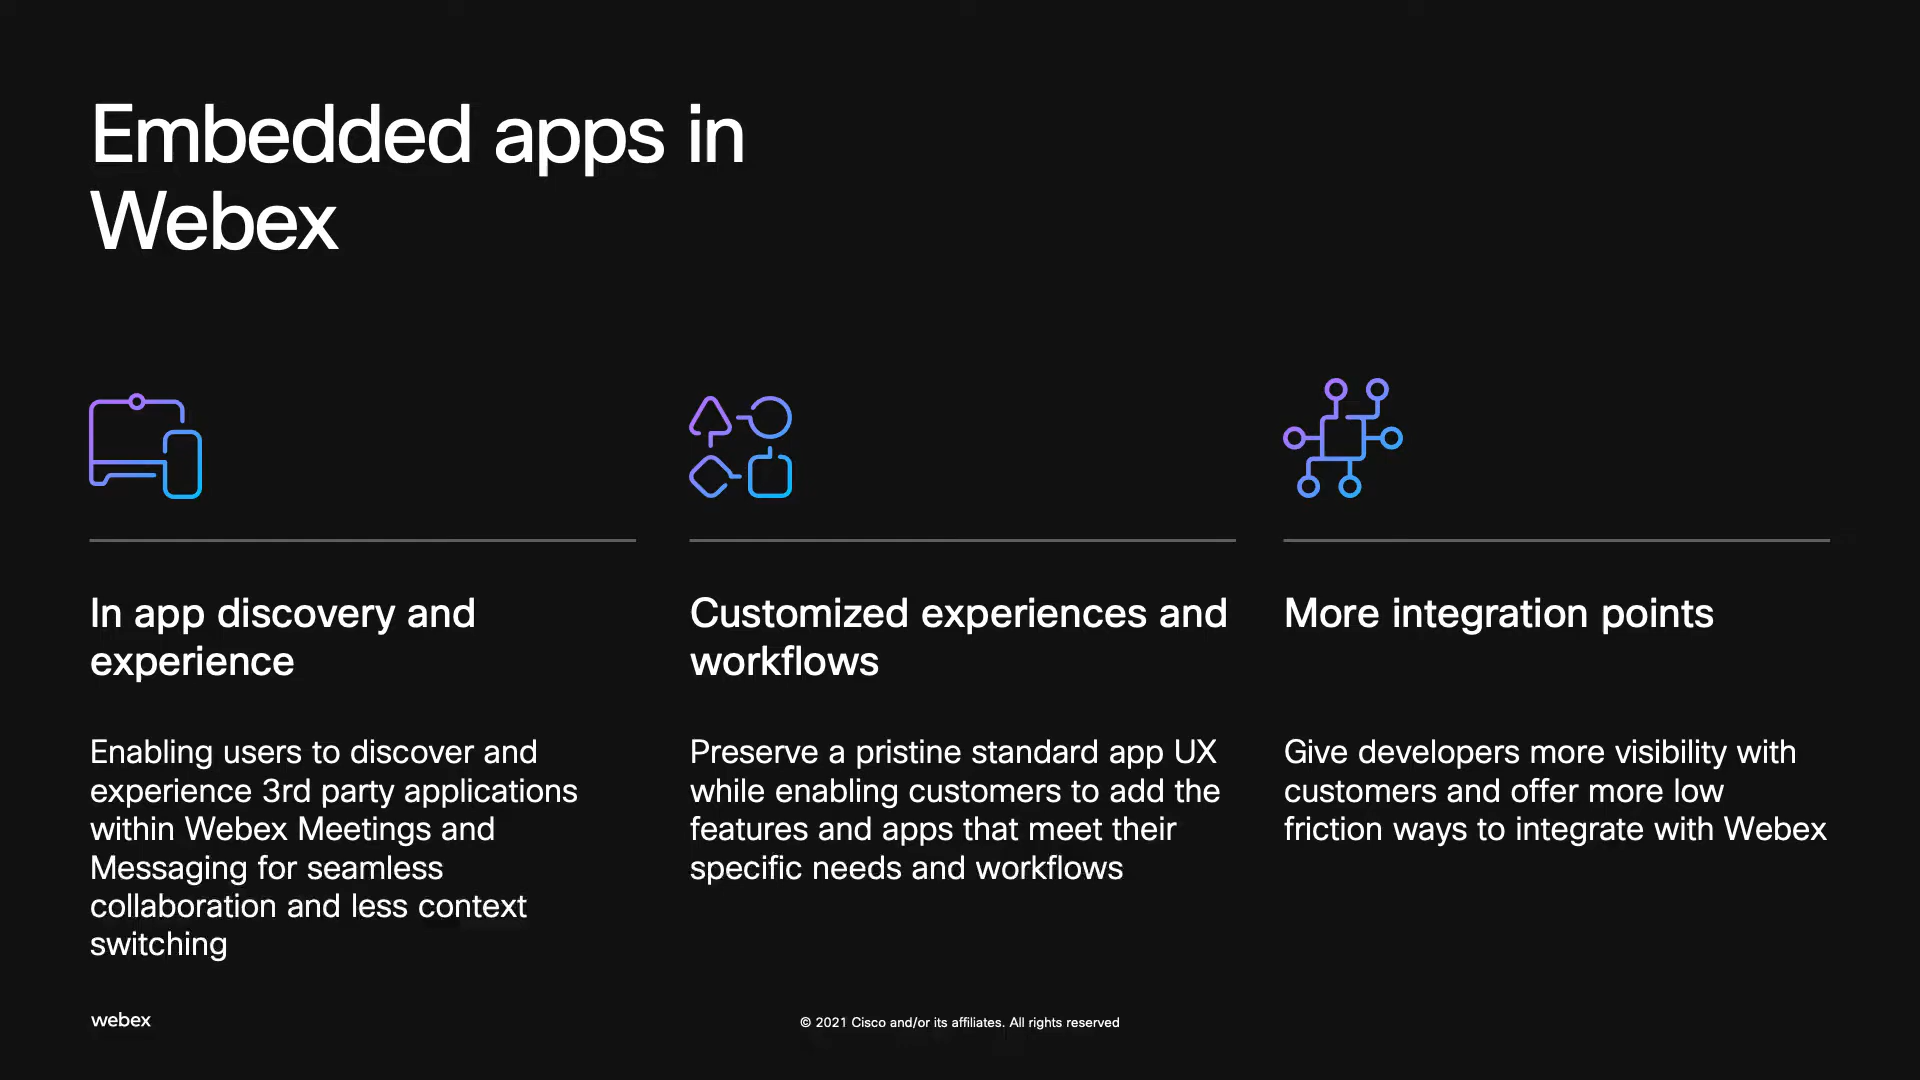 Embedded apps in
Webex
In app discovery and
experience
Enabling users to discover and
experience 3rd party applications
within Webex Meetings and
Messaging for seamless
collaboration and less context
switching
Customized experiences and
workflows
Preserve a pristine standard app UX
while enabling customers to add the
features and apps that meet their
specific needs and workflows
More integration points
Give developers more visibility with
customers and offer more low
friction ways to integrate with Webex
webex
© 2021 Cisco and/or its affiliates. All rights reserved